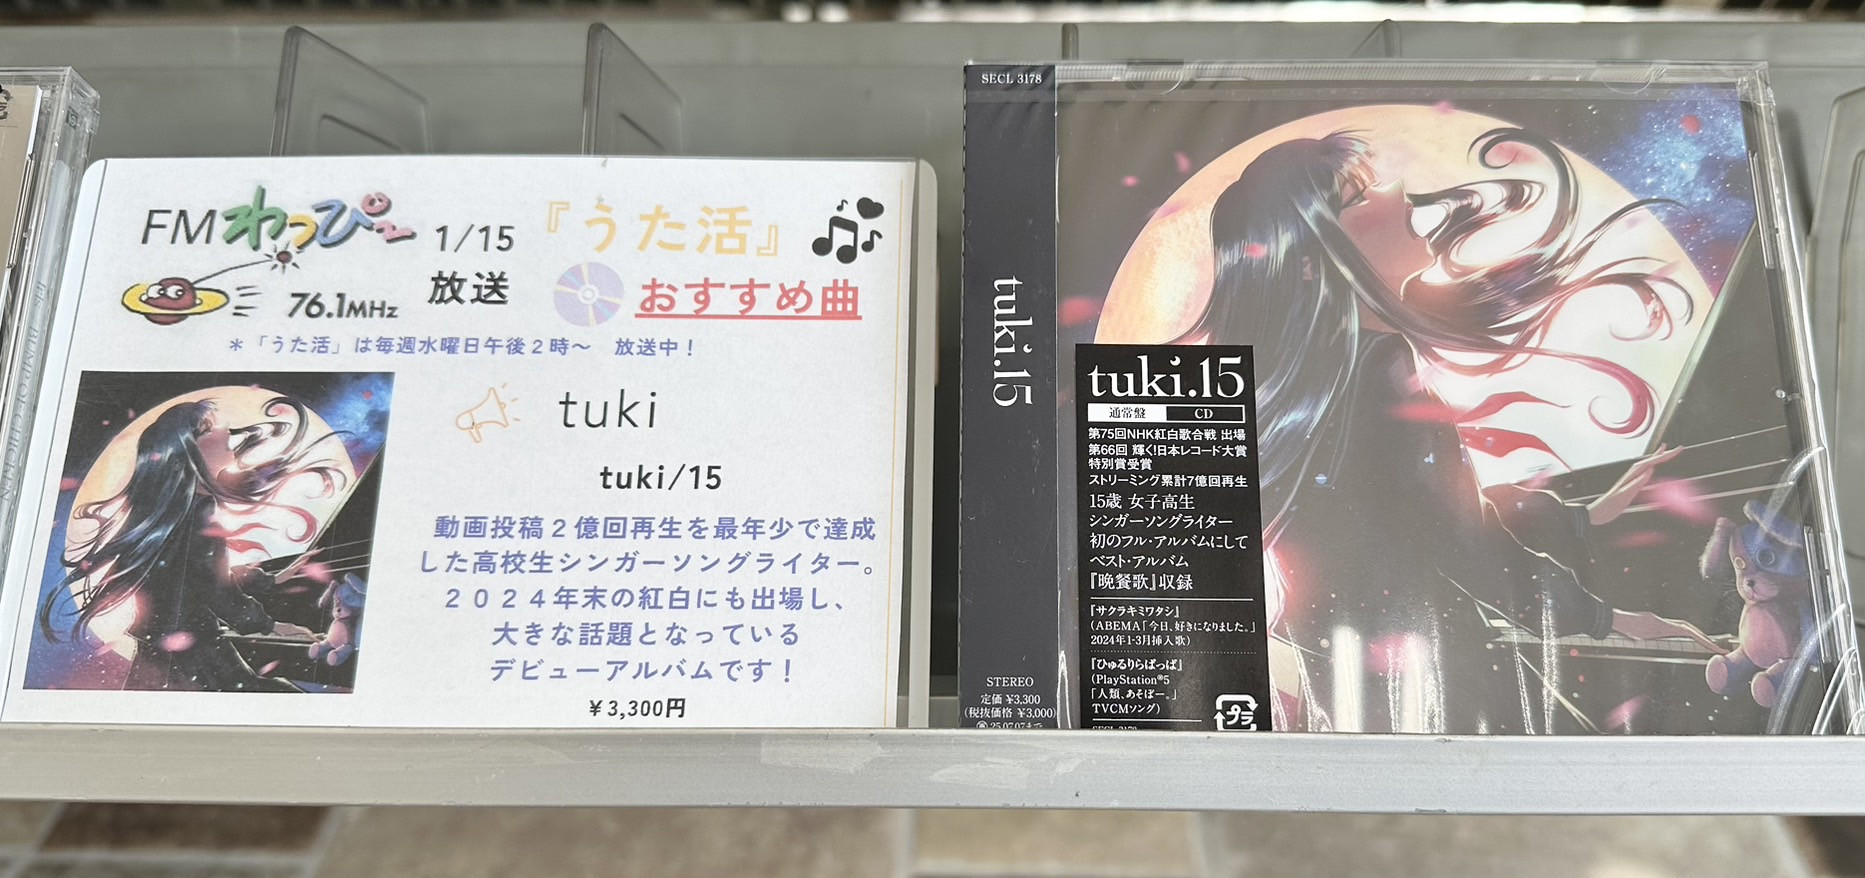 FMわっぴ〜
76.1MHz
1/15
放送
『うた活』
おすすめ曲
＊「うた活」は毎週水曜日午後２時〜　放送中！
tuki
tuki/15
動画投稿２億回再生を最年少で達成
した高校生シンガーソングライター。
２０２４年末の紅白にも出場し、
大きな話題となっている
デビューアルバムです！
￥3,300円
SECL 3178
tuki.15
STEREO
定価 ¥3,300
(税抜価格 ¥3,000)
tuki.15
通常盤 CD
第75回NHK紅白歌合戦 出場
第66回 輝く!日本レコード大賞
特別賞受賞
ストリーミング累計7億回再生
15歳 女子高生
シンガーソングライター
初のフル・アルバムにして
ベスト・アルバム
『晩餐歌』収録
『サクラキミワタシ』
(ABEMA「今日、好きになりました。」
2024年1-3月挿入歌)
『ひゅるりらぱっぱ』
(PlayStation®5
「人類、あそぼー。」
TVCMソング)
プラ